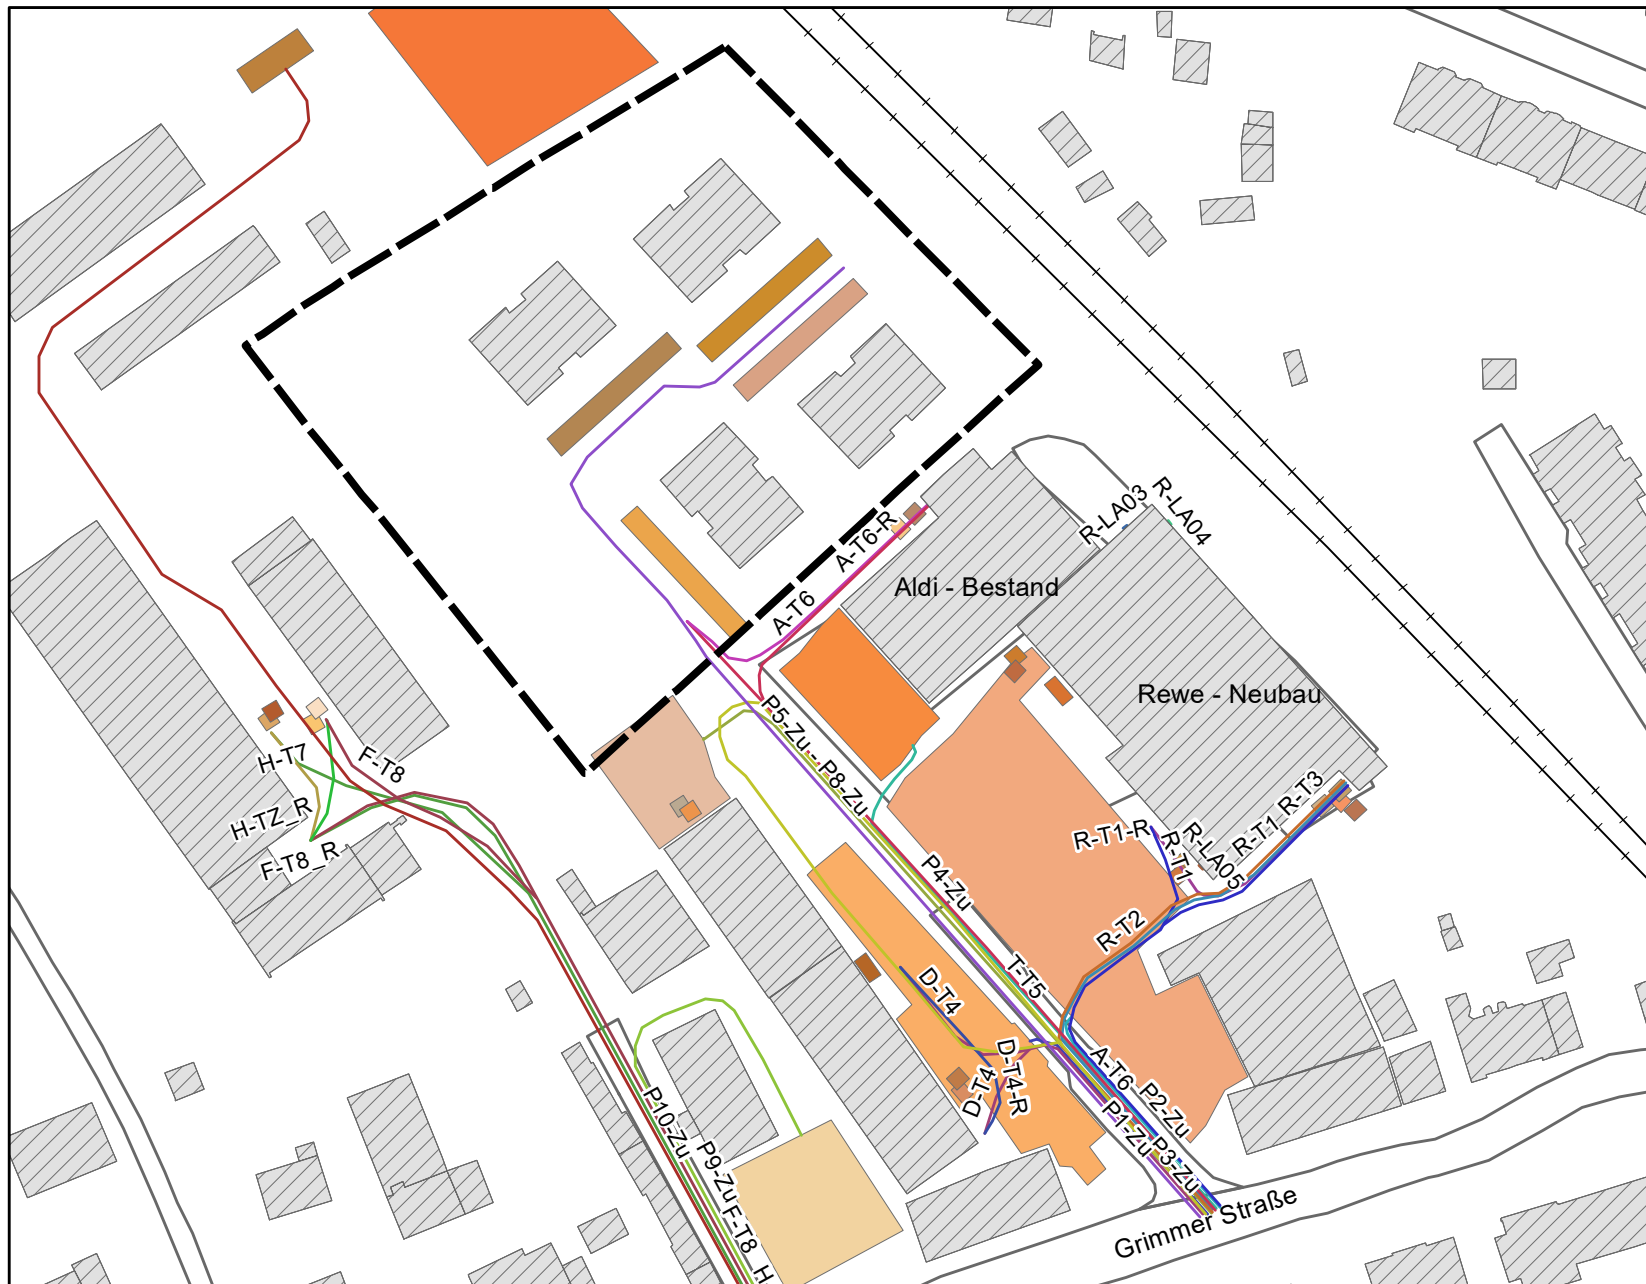 R-LA03
R-LA04
A-T6-R
Aldi - Bestand
A-T6
Rewe - Neubau
P5-Zu - P8-Zu
H-T7
F-T8
R-T3
H-TZ_R
R-T1
R-T1-R
R-T1
R-LA05
F-T8_R
P4-Zu
R-T2
T-T5
D-T4
D-T4-R
D-T4
A-T6
P2-Zu
P1-Zu
P3-Zu
P10-Zu
P9-Zu
F-T8
H
Grimmer Straße